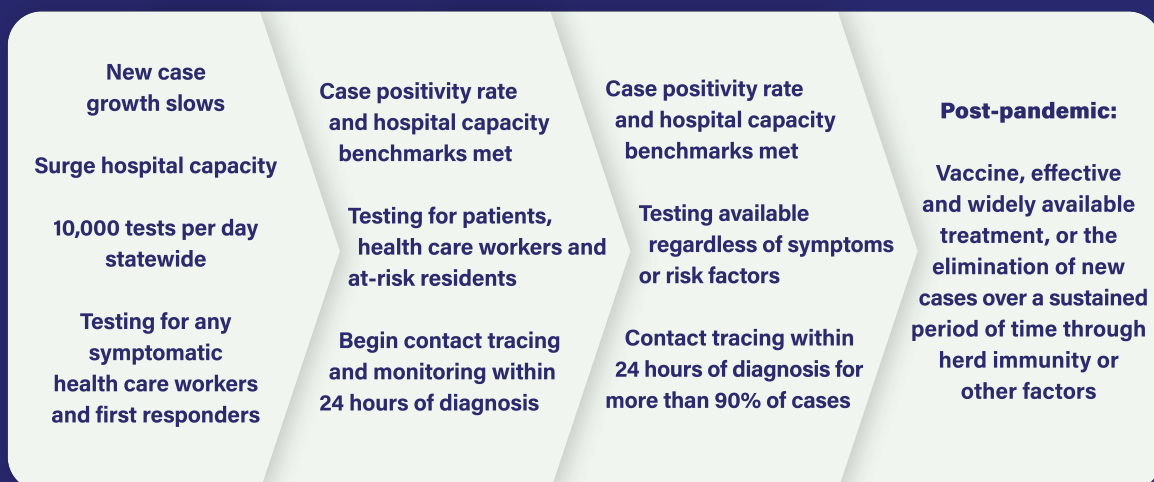 New case
growth slows
Surge hospital capacity
10,000 tests per day
statewide
Testing for any
symptomatic
health care workers
and first responders
Case positivity rate
and hospital capacity
benchmarks met
Testing for patients,
health care workers and
at-risk residents
Begin contact tracing
and monitoring within
24 hours of diagnosis
Case positivity rate
and hospital capacity
benchmarks met
Testing available
regardless of symptoms
or risk factors
Contact tracing within
24 hours of diagnosis for
more than 90% of cases
Post-pandemic:
Vaccine, effective
and widely available
treatment, or the
elimination of new
cases over a sustained
period of time through
herd immunity or
other factors